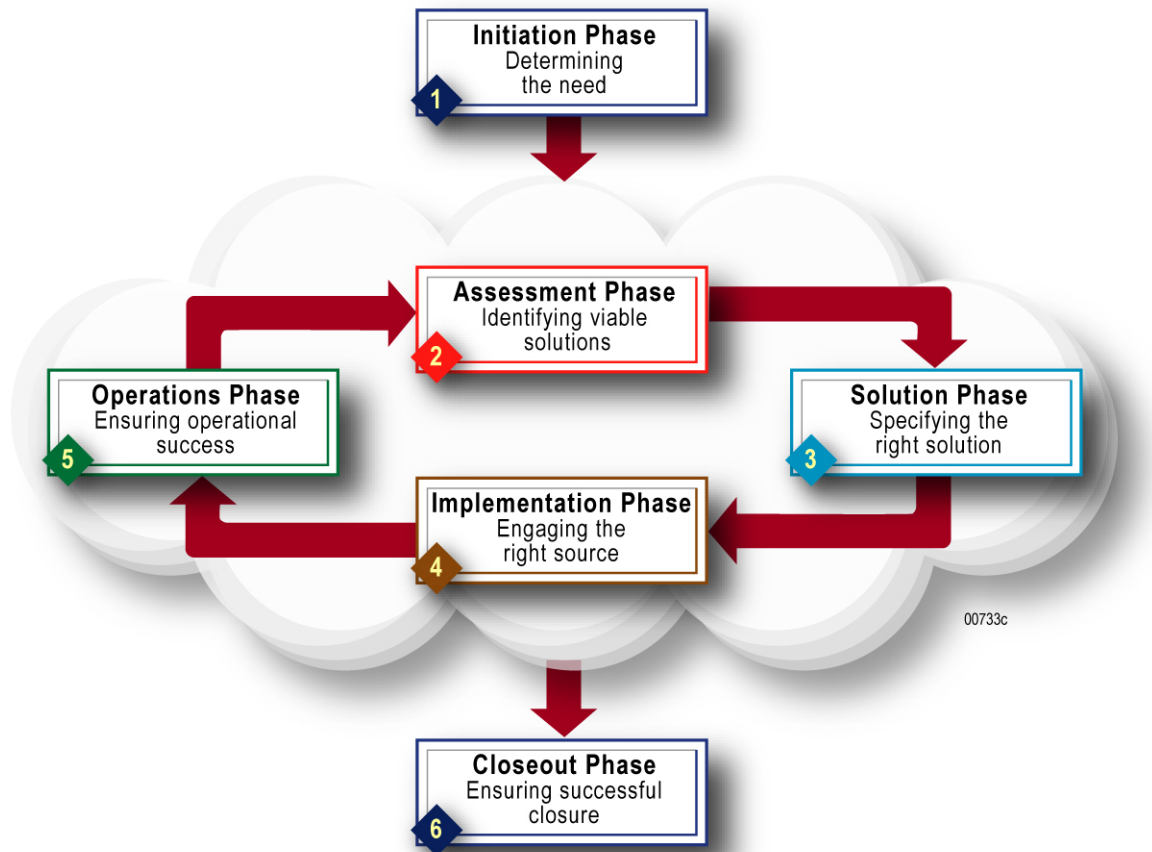 Initiation Phase
Determining
the need
1
Assessment Phase
Identifying viable
solutions
2
Operations Phase
Ensuring operational
success
5
Solution Phase
Specifying the
right solution
3
Implementation Phase
Engaging the
right source
4
00733c
Closeout Phase
Ensuring successful
closure
6